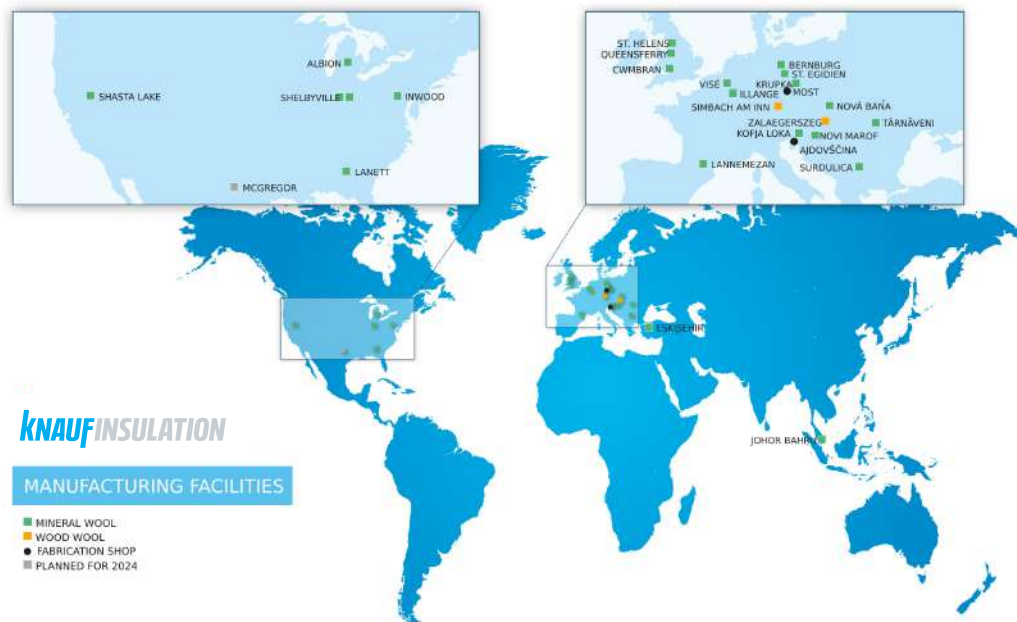 ALBION
SHASTA LAKE
SHELBYVILLE
INWOOD
LANETT
MCGREGOR
ST. HELENS
QUEENSFERRY
CWMBRAN
BERNBURG
ST. EGIDIEN
VISÉ
KRUPKA
ILLANGE
MOST
SIMBACH AM INN
NOVÁ BAŇA
ZALAEGERSZEG
TÂRNĂVENI
KOFJA LOKA
NOVI MAROF
AJDOVŠČINA
LANNEMEZAN
SURDULICA
ESKIŞEHIR
JOHOR BAHRU
KNAUFINSULATION
MANUFACTURING FACILITIES
MINERAL WOOL
WOOD WOOL
FABRICATION SHOP
PLANNED FOR 2024